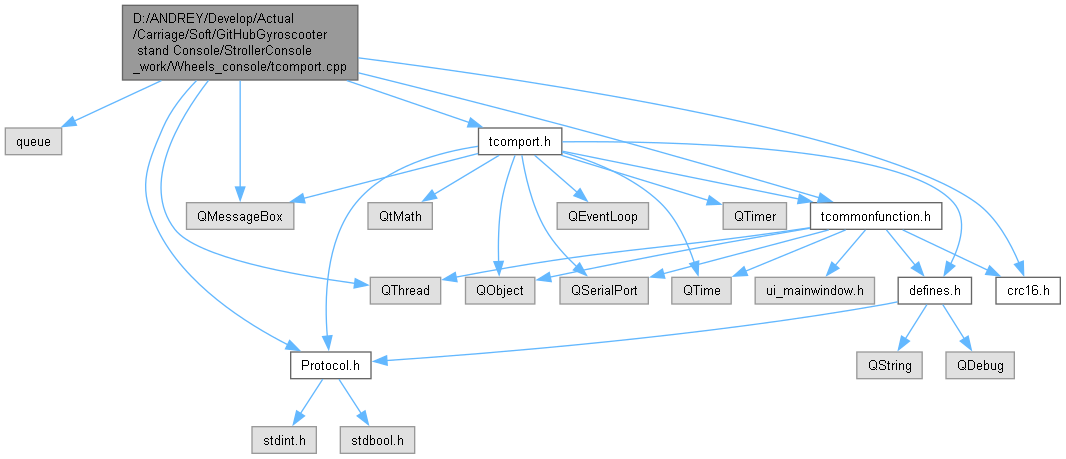 D:/ANDREY/Develop/Actual
/Carriage/Soft/GitHubGyroscooter
stand Console/StrollerConsole
_work/Wheels_console/tcomport.cpp
queue
tcomport.h
QMessageBox
QtMath
QEventLoop
QTimer
tcommonfunction.h
QThread
QObject
QSerialPort
QTime
ui_mainwindow.h
defines.h
crc16.h
Protocol.h
QString
QDebug
stdint.h
stdbool.h